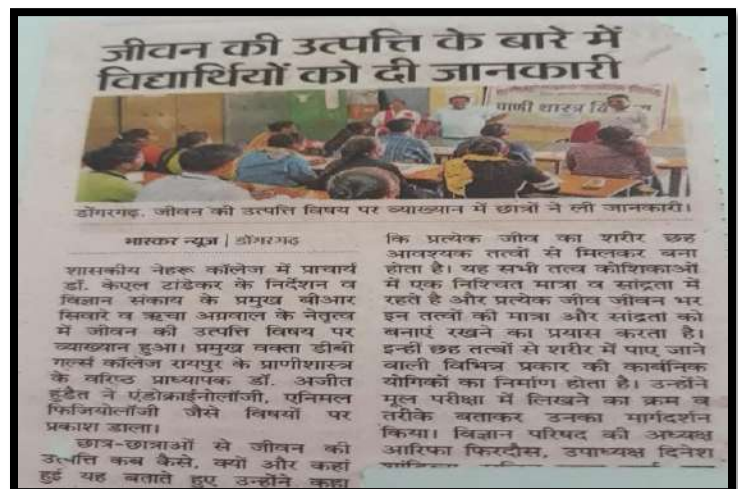 जीवन की उत्पत्ति के बारे में
विद्यार्थियों को दी जानकारी
डोंगरगढ़. जीवन की उत्पत्ति विषय पर व्याख्यान में छात्रों ने ली जानकारी।
भास्कर न्यूज | डोंगरगढ़
शासकीय नेहरू कॉलेज में प्राचार्य
डॉ. केएल टांडेकर के निर्देशन व
विज्ञान संकाय के प्रमुख बीआर
सिवारे व ऋचा अग्रवाल के नेतृत्व
में जीवन की उत्पत्ति विषय पर
व्याख्यान हुआ। प्रमुख वक्ता डीबी
गर्ल्स कॉलेज रायपुर के प्राणीशास्त्र
के वरिष्ठ प्राध्यापक डॉ. अजीत
हुंडैत ने एंडोक्राईनोलॉजी, एनिमल
फिजियोलॉजी जैसे विषयों पर
प्रकाश डाला।
छात्र-छात्राओं से जीवन की
उत्पत्ति कब कैसे, क्यों और कहां
हुई यह बताते हुए उन्होंने कहा
कि प्रत्येक जीव का शरीर छह
आवश्यक तत्वों से मिलकर बना
होता है। यह सभी तत्व कोशिकाओं
में एक निश्चित मात्रा व सांद्रता में
रहते है और प्रत्येक जीव जीवन भर
इन तत्वों की मात्रा और सांद्रता को
बनाएं रखने का प्रयास करता है।
इन्हीं छह तत्वों से शरीर में पाए जाने
वाली विभिन्न प्रकार की कार्बनिक
यौगिकों का निर्माण होता है। उन्होंने
मूल परीक्षा में लिखने का क्रम व
तरीके बताकर उनका मार्गदर्शन
किया। विज्ञान परिषद की अध्यक्ष
आरिफा फिरदौस, उपाध्यक्ष दिनेश